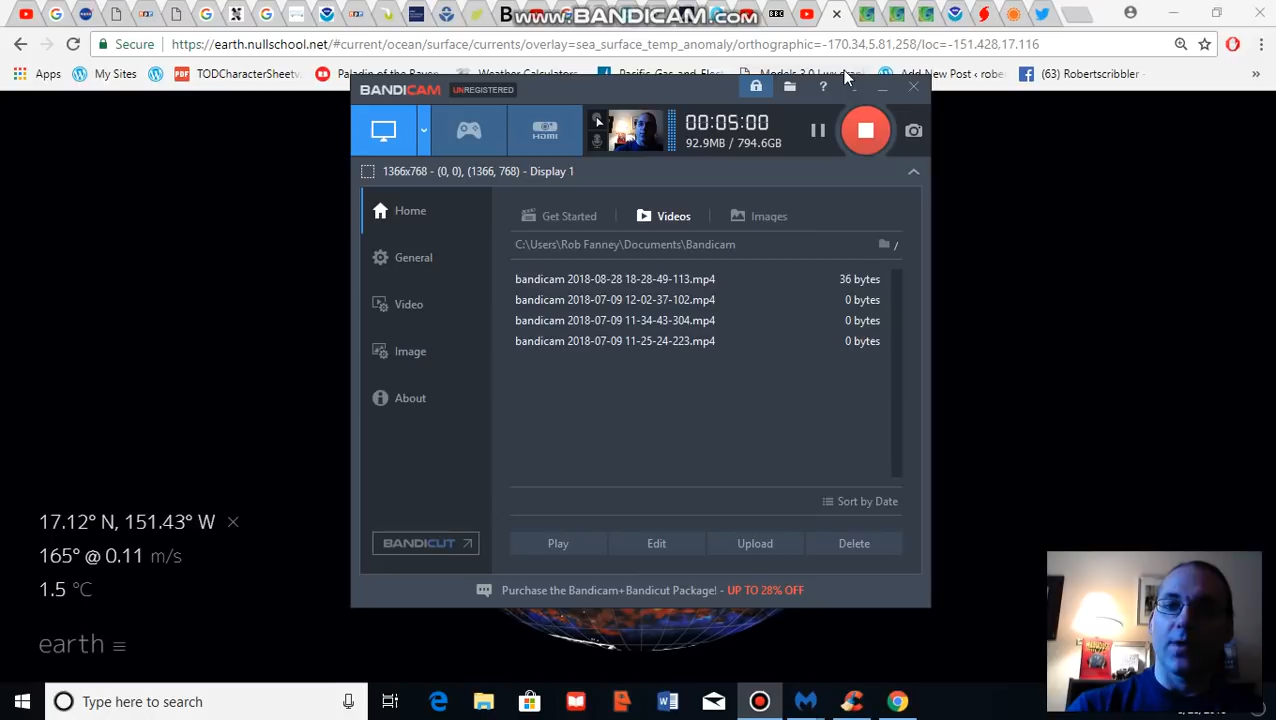 www.BANDICAM.com
Secure
https://earth.nullschool.net/#current/ocean/surface/currents/overlay=sea_surface_temp_anomaly/orthographic=-170.34,5.81,258/loc=-151.428,17.116
Apps
My Sites
TODCharacterSheet
Paladin of the Raven
Weather Calculators
Pacific Gas and Elect
Add New Post ‹ robe
(63) Robertscribbler
BANDICAM UNREGISTERED
00:05:00
HDMI
92.9MB / 794.6GB
1366x768 - (0, 0), (1366, 768) - Display 1
Home
Get Started
Videos
Images
C:\Users\Rob Fanney\Documents\Bandicam
General
bandicam 2018-08-28 18-28-49-113.mp4 36 bytes
bandicam 2018-07-09 12-02-37-102.mp4 0 bytes
Video
bandicam 2018-07-09 11-34-43-304.mp4 0 bytes
bandicam 2018-07-09 11-25-24-223.mp4 0 bytes
Image
About
Sort by Date
17.12° N, 151.43° W ×
BANDICUT
Play
Edit
Upload
Delete
165° @ 0.11 m/s
1.5 °C
Purchase the Bandicam+Bandicut Package! - UP TO 28% OFF
earth ≡
Type here to search